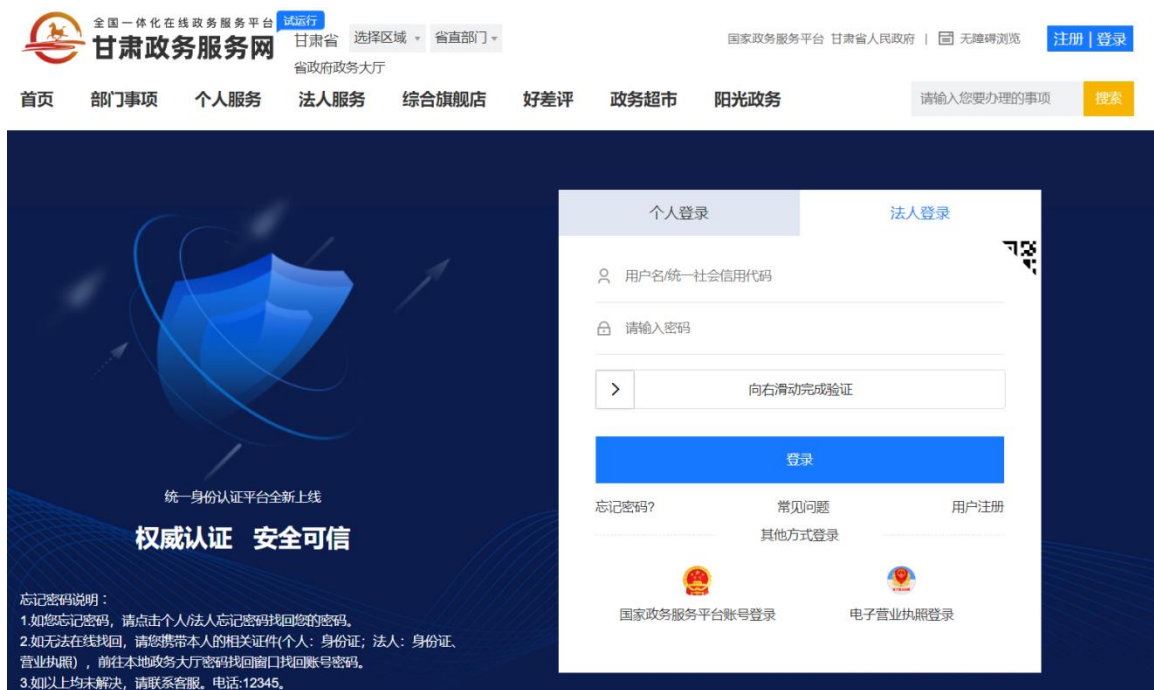 全国一体化在线政务服务平台
试运行
甘肃政务服务网
甘肃省 选择区域 省直部门
省政府政务大厅
国家政务服务平台 甘肃省人民政府 | 无障碍浏览 注册 | 登录
首页 部门事项 个人服务 法人服务 综合旗舰店 好差评 政务超市 阳光政务
请输入您要办理的事项 搜索
统一身份认证平台全新上线
权威认证 安全可信
忘记密码说明：
1.如您忘记密码，请点击个人/法人忘记密码找回您的密码。
2.如无法在线找回，请您携带本人的相关证件(个人：身份证；法人：身份证、
营业执照)，前往本地政务大厅密码找回窗口找回账号密码。
3.如以上均未解决，请联系客服。电话:12345。
个人登录 法人登录
用户名/统一社会信用代码
请输入密码
向右滑动完成验证
登录
忘记密码? 常见问题 用户注册
其他方式登录
国家政务服务平台账号登录 电子营业执照登录